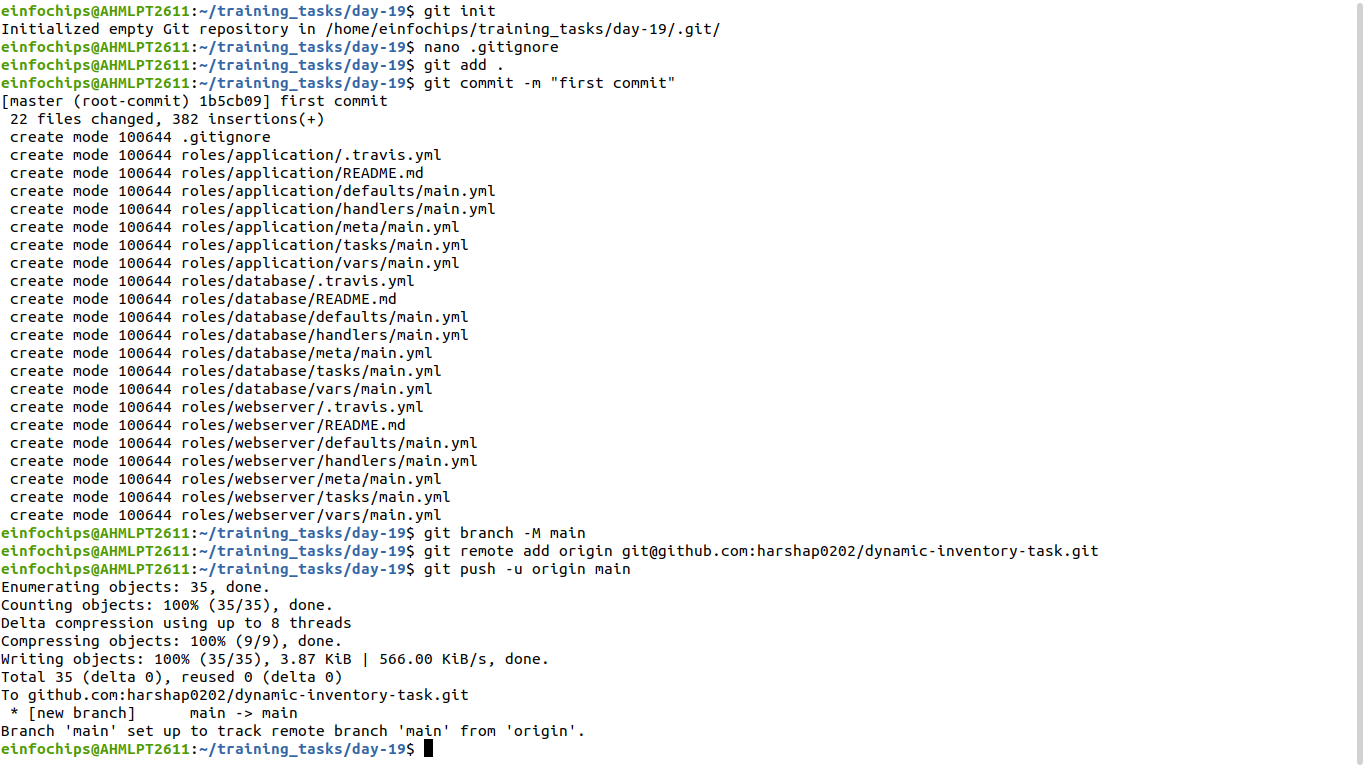 einfochips@AHMLPT2611:~/training_tasks/day-19$ git init
Initialized empty Git repository in /home/einfochips/training_tasks/day-19/.git/
einfochips@AHMLPT2611:~/training_tasks/day-19$ nano .gitignore
einfochips@AHMLPT2611:~/training_tasks/day-19$ git add .
einfochips@AHMLPT2611:~/training_tasks/day-19$ git commit -m "first commit"
[master (root-commit) 1b5cb09] first commit
 22 files changed, 382 insertions(+)
 create mode 100644 .gitignore
 create mode 100644 roles/application/.travis.yml
 create mode 100644 roles/application/README.md
 create mode 100644 roles/application/defaults/main.yml
 create mode 100644 roles/application/handlers/main.yml
 create mode 100644 roles/application/meta/main.yml
 create mode 100644 roles/application/tasks/main.yml
 create mode 100644 roles/application/vars/main.yml
 create mode 100644 roles/database/.travis.yml
 create mode 100644 roles/database/README.md
 create mode 100644 roles/database/defaults/main.yml
 create mode 100644 roles/database/handlers/main.yml
 create mode 100644 roles/database/meta/main.yml
 create mode 100644 roles/database/tasks/main.yml
 create mode 100644 roles/database/vars/main.yml
 create mode 100644 roles/webserver/.travis.yml
 create mode 100644 roles/webserver/README.md
 create mode 100644 roles/webserver/defaults/main.yml
 create mode 100644 roles/webserver/handlers/main.yml
 create mode 100644 roles/webserver/meta/main.yml
 create mode 100644 roles/webserver/tasks/main.yml
 create mode 100644 roles/webserver/vars/main.yml
einfochips@AHMLPT2611:~/training_tasks/day-19$ git branch -M main
einfochips@AHMLPT2611:~/training_tasks/day-19$ git remote add origin git@github.com:harshap0202/dynamic-inventory-task.git
einfochips@AHMLPT2611:~/training_tasks/day-19$ git push -u origin main
Enumerating objects: 35, done.
Counting objects: 100% (35/35), done.
Delta compression using up to 8 threads
Compressing objects: 100% (9/9), done.
Writing objects: 100% (35/35), 3.87 KiB | 566.00 KiB/s, done.
Total 35 (delta 0), reused 0 (delta 0)
To github.com:harshap0202/dynamic-inventory-task.git
 * [new branch]      main -> main
Branch 'main' set up to track remote branch 'main' from 'origin'.
einfochips@AHMLPT2611:~/training_tasks/day-19$